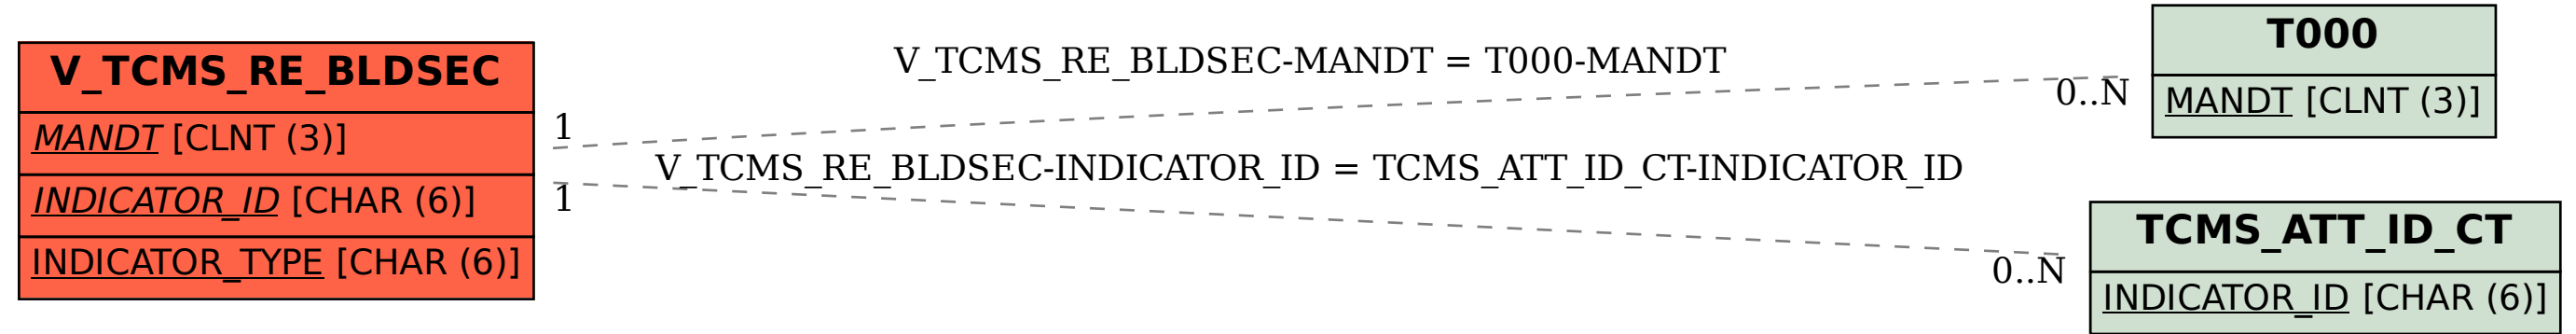 V_TCMS_RE_BLDSEC
MANDT [CLNT (3)]
INDICATOR_ID [CHAR (6)]
INDICATOR_TYPE [CHAR (6)]
V_TCMS_RE_BLDSEC-MANDT = T000-MANDT
1
0..N
V_TCMS_RE_BLDSEC-INDICATOR_ID = TCMS_ATT_ID_CT-INDICATOR_ID
1
0..N
T000
MANDT [CLNT (3)]
TCMS_ATT_ID_CT
INDICATOR_ID [CHAR (6)]